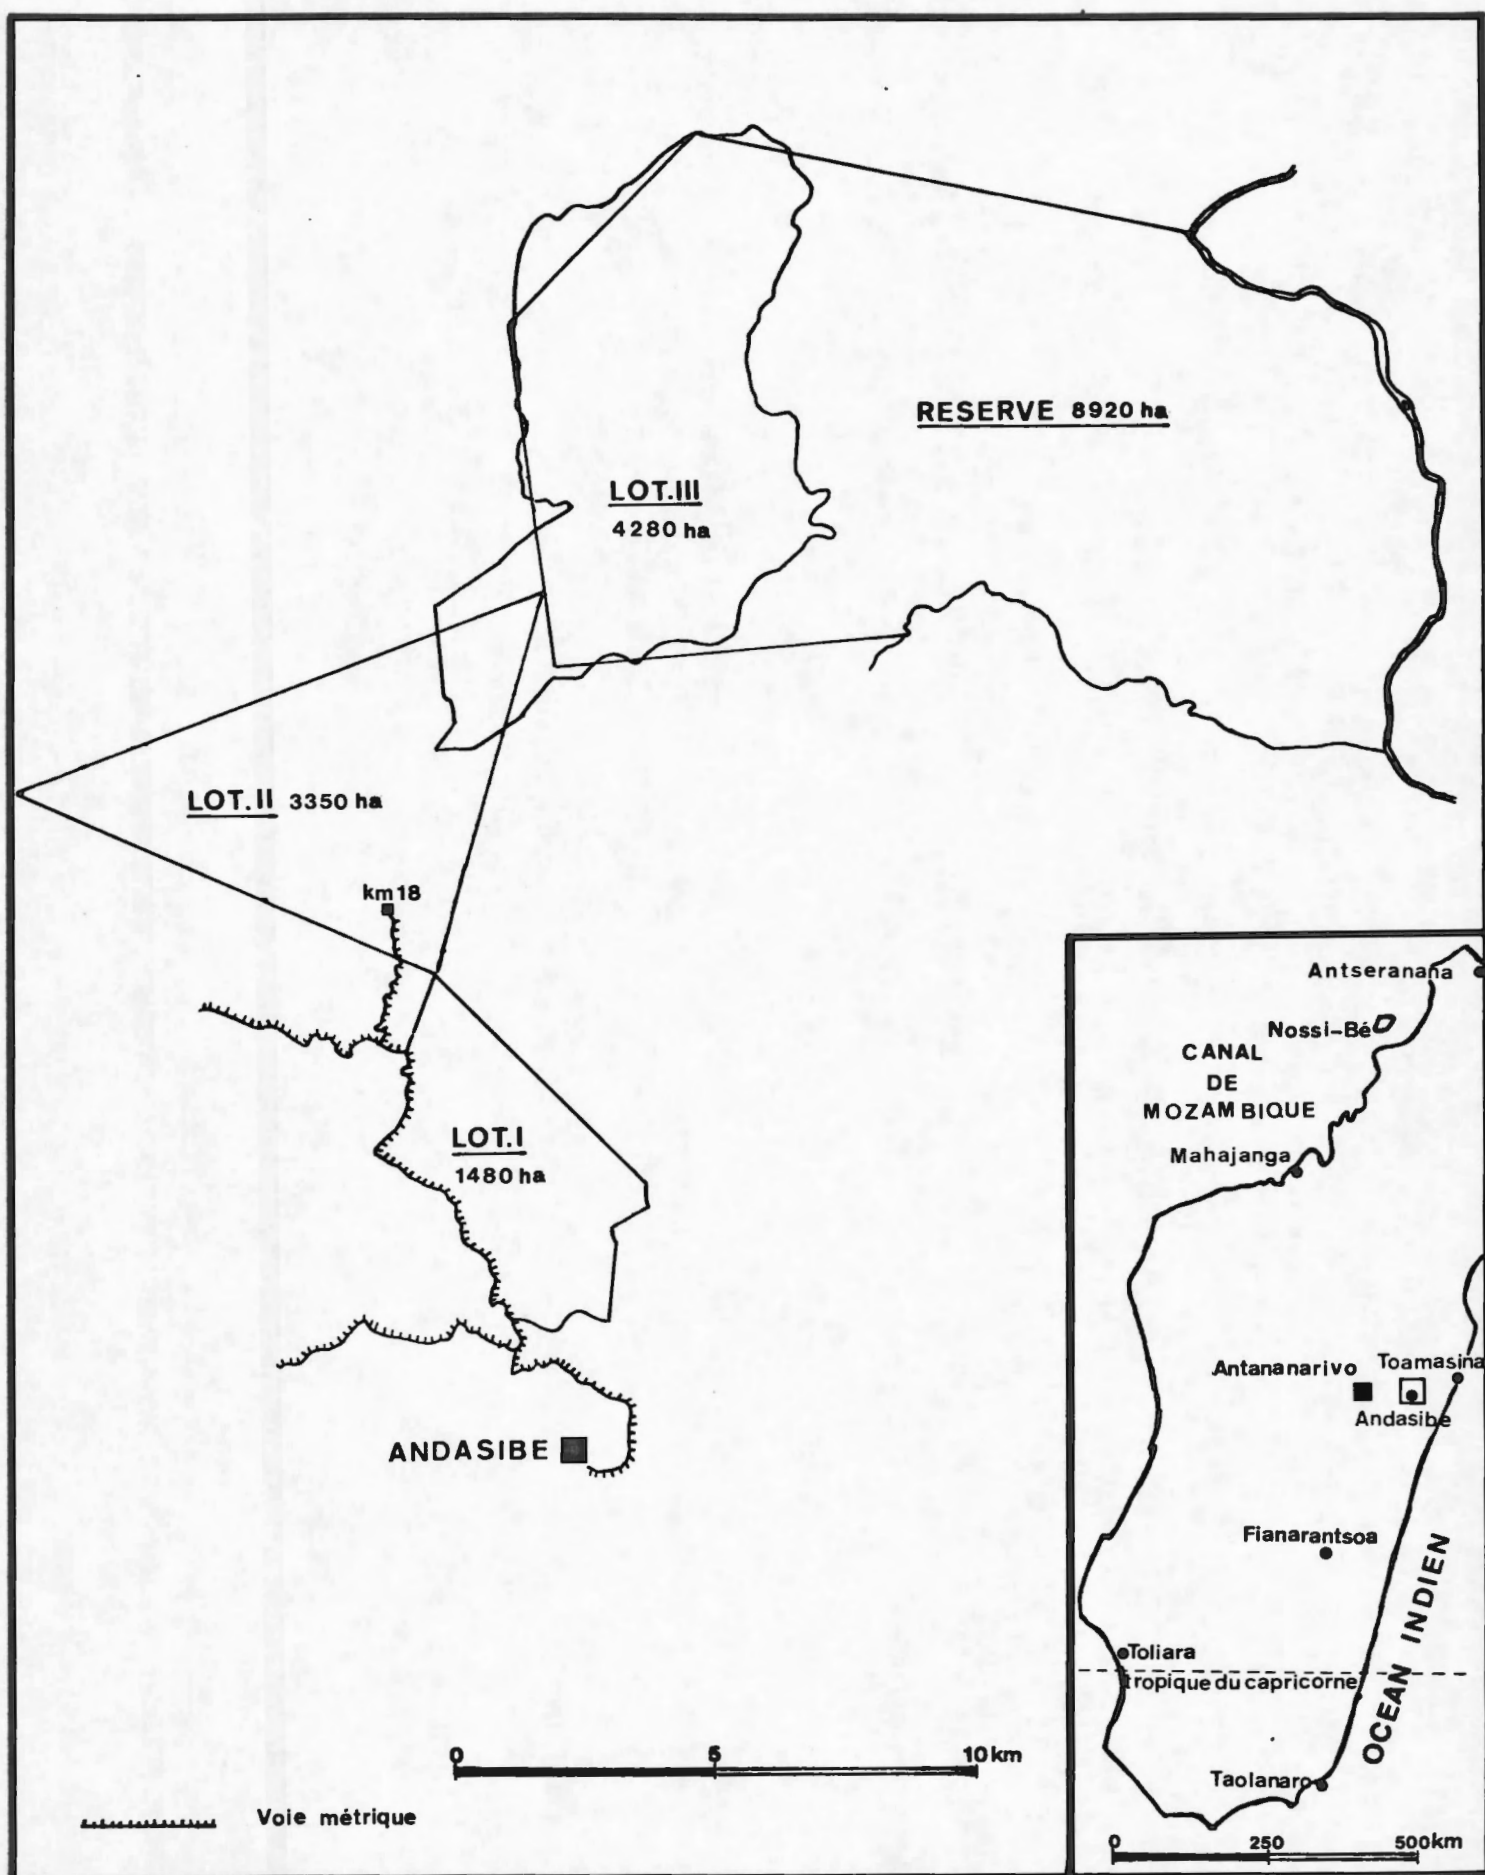 RESERVE 8920 ha
LOT.III
4280 ha
LOT.II 3350 ha
km 18
LOT.I
1480 ha
ANDASIBE
0 5 10 km
Voie métrique
Antseranana
Nossi-Bé
CANAL
DE
MOZAMBIQUE
Mahajanga
Antananarivo
Toamasina
Andasibe
Fianarantsoa
OCEAN INDIEN
Toliara
tropique du capricorne
Taolanaro
0 250 500km